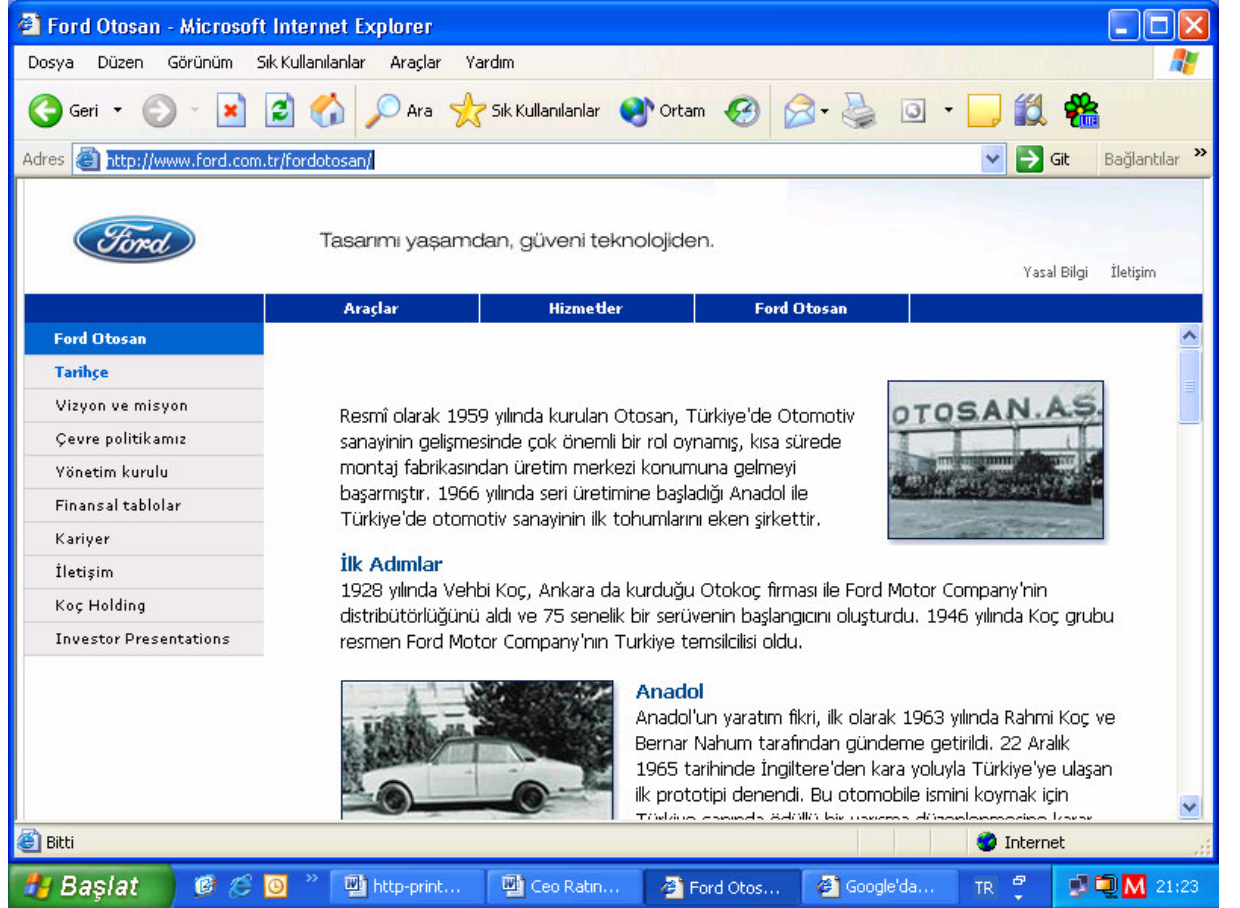 Ford Otosan - Microsoft Internet Explorer
Dosya Düzen Görünüm Sık Kullanılanlar Araçlar Yardım
Geri Ara Sık Kullanılanlar Ortam
Adres http://www.ford.com.tr/fordotosan/ Git Bağlantılar »
Ford
Tasarımı yaşamdan, güveni teknolojiden.
Yasal Bilgi İletişim
Araçlar Hizmetler Ford Otosan
Ford Otosan
Tarihçe
Vizyon ve misyon
Çevre politikamız
Yönetim kurulu
Finansal tablolar
Kariyer
İletişim
Koç Holding
Investor Presentations
OTOSAN.A.Ş.
Resmî olarak 1959 yılında kurulan Otosan, Türkiye'de Otomotiv
sanayinin gelişmesinde çok önemli bir rol oynamış, kısa sürede
montaj fabrikasından üretim merkezi konumuna gelmeyi
başarmıştır. 1966 yılında seri üretimine başladığı Anadol ile
Türkiye'de otomotiv sanayinin ilk tohumlarını eken şirkettir.
İlk Adımlar
1928 yılında Vehbi Koç, Ankara da kurduğu Otokoç firması ile Ford Motor Company'nin
distribütörlüğünü aldı ve 75 senelik bir serüvenin başlangıcını oluşturdu. 1946 yılında Koç grubu
resmen Ford Motor Company'nın Turkiye temsilcilisi oldu.
Anadol
Anadol'un yaratım fikri, ilk olarak 1963 yılında Rahmi Koç ve
Bernar Nahum tarafından gündeme getirildi. 22 Aralık
1965 tarihinde İngiltere'den kara yoluyla Türkiye'ye ulaşan
ilk prototipi denendi. Bu otomobile ismini koymak için
Türkiye çapında ödüllü bir yarışma düzenlenmesine karar
Bitti Internet
Başlat » http-print... Ceo Ratın... Ford Otos... Google'da... TR M 21:23